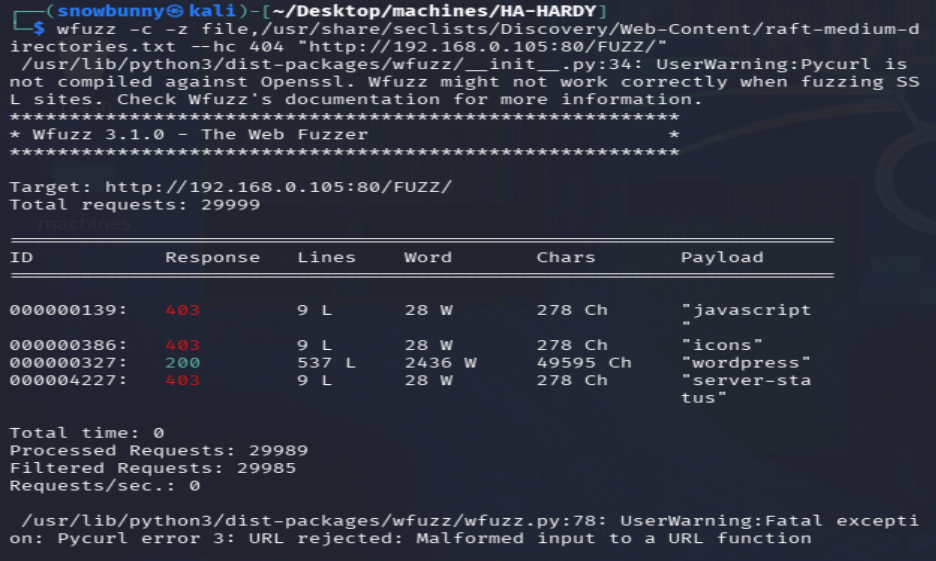 ┌──(snowbunny㉿kali)-[~/Desktop/machines/HA-HARDY]
└─$ wfuzz -c -z file,/usr/share/seclists/Discovery/Web-Content/raft-medium-d
irectories.txt --hc 404 "http://192.168.0.105:80/FUZZ/"
/usr/lib/python3/dist-packages/wfuzz/__init__.py:34: UserWarning:Pycurl is
not compiled against Openssl. Wfuzz might not work correctly when fuzzing SS
L sites. Check Wfuzz's documentation for more information.
********************************************************
* Wfuzz 3.1.0 - The Web Fuzzer                         *
********************************************************
Target: http://192.168.0.105:80/FUZZ/
Total requests: 29999
machines
=====================================================================
ID           Response   Lines    Word       Chars       Payload
=====================================================================
000000139:   403        9 L      28 W       278 Ch      "javascript
"
000000386:   403        9 L      28 W       278 Ch      "icons"
000000327:   200        537 L    2436 W     49595 Ch    "wordpress"
000004227:   403        9 L      28 W       278 Ch      "server-sta
tus"
Total time: 0
Processed Requests: 29989
Filtered Requests: 29985
Requests/sec.: 0
/usr/lib/python3/dist-packages/wfuzz/wfuzz.py:78: UserWarning:Fatal excepti
on: Pycurl error 3: URL rejected: Malformed input to a URL function